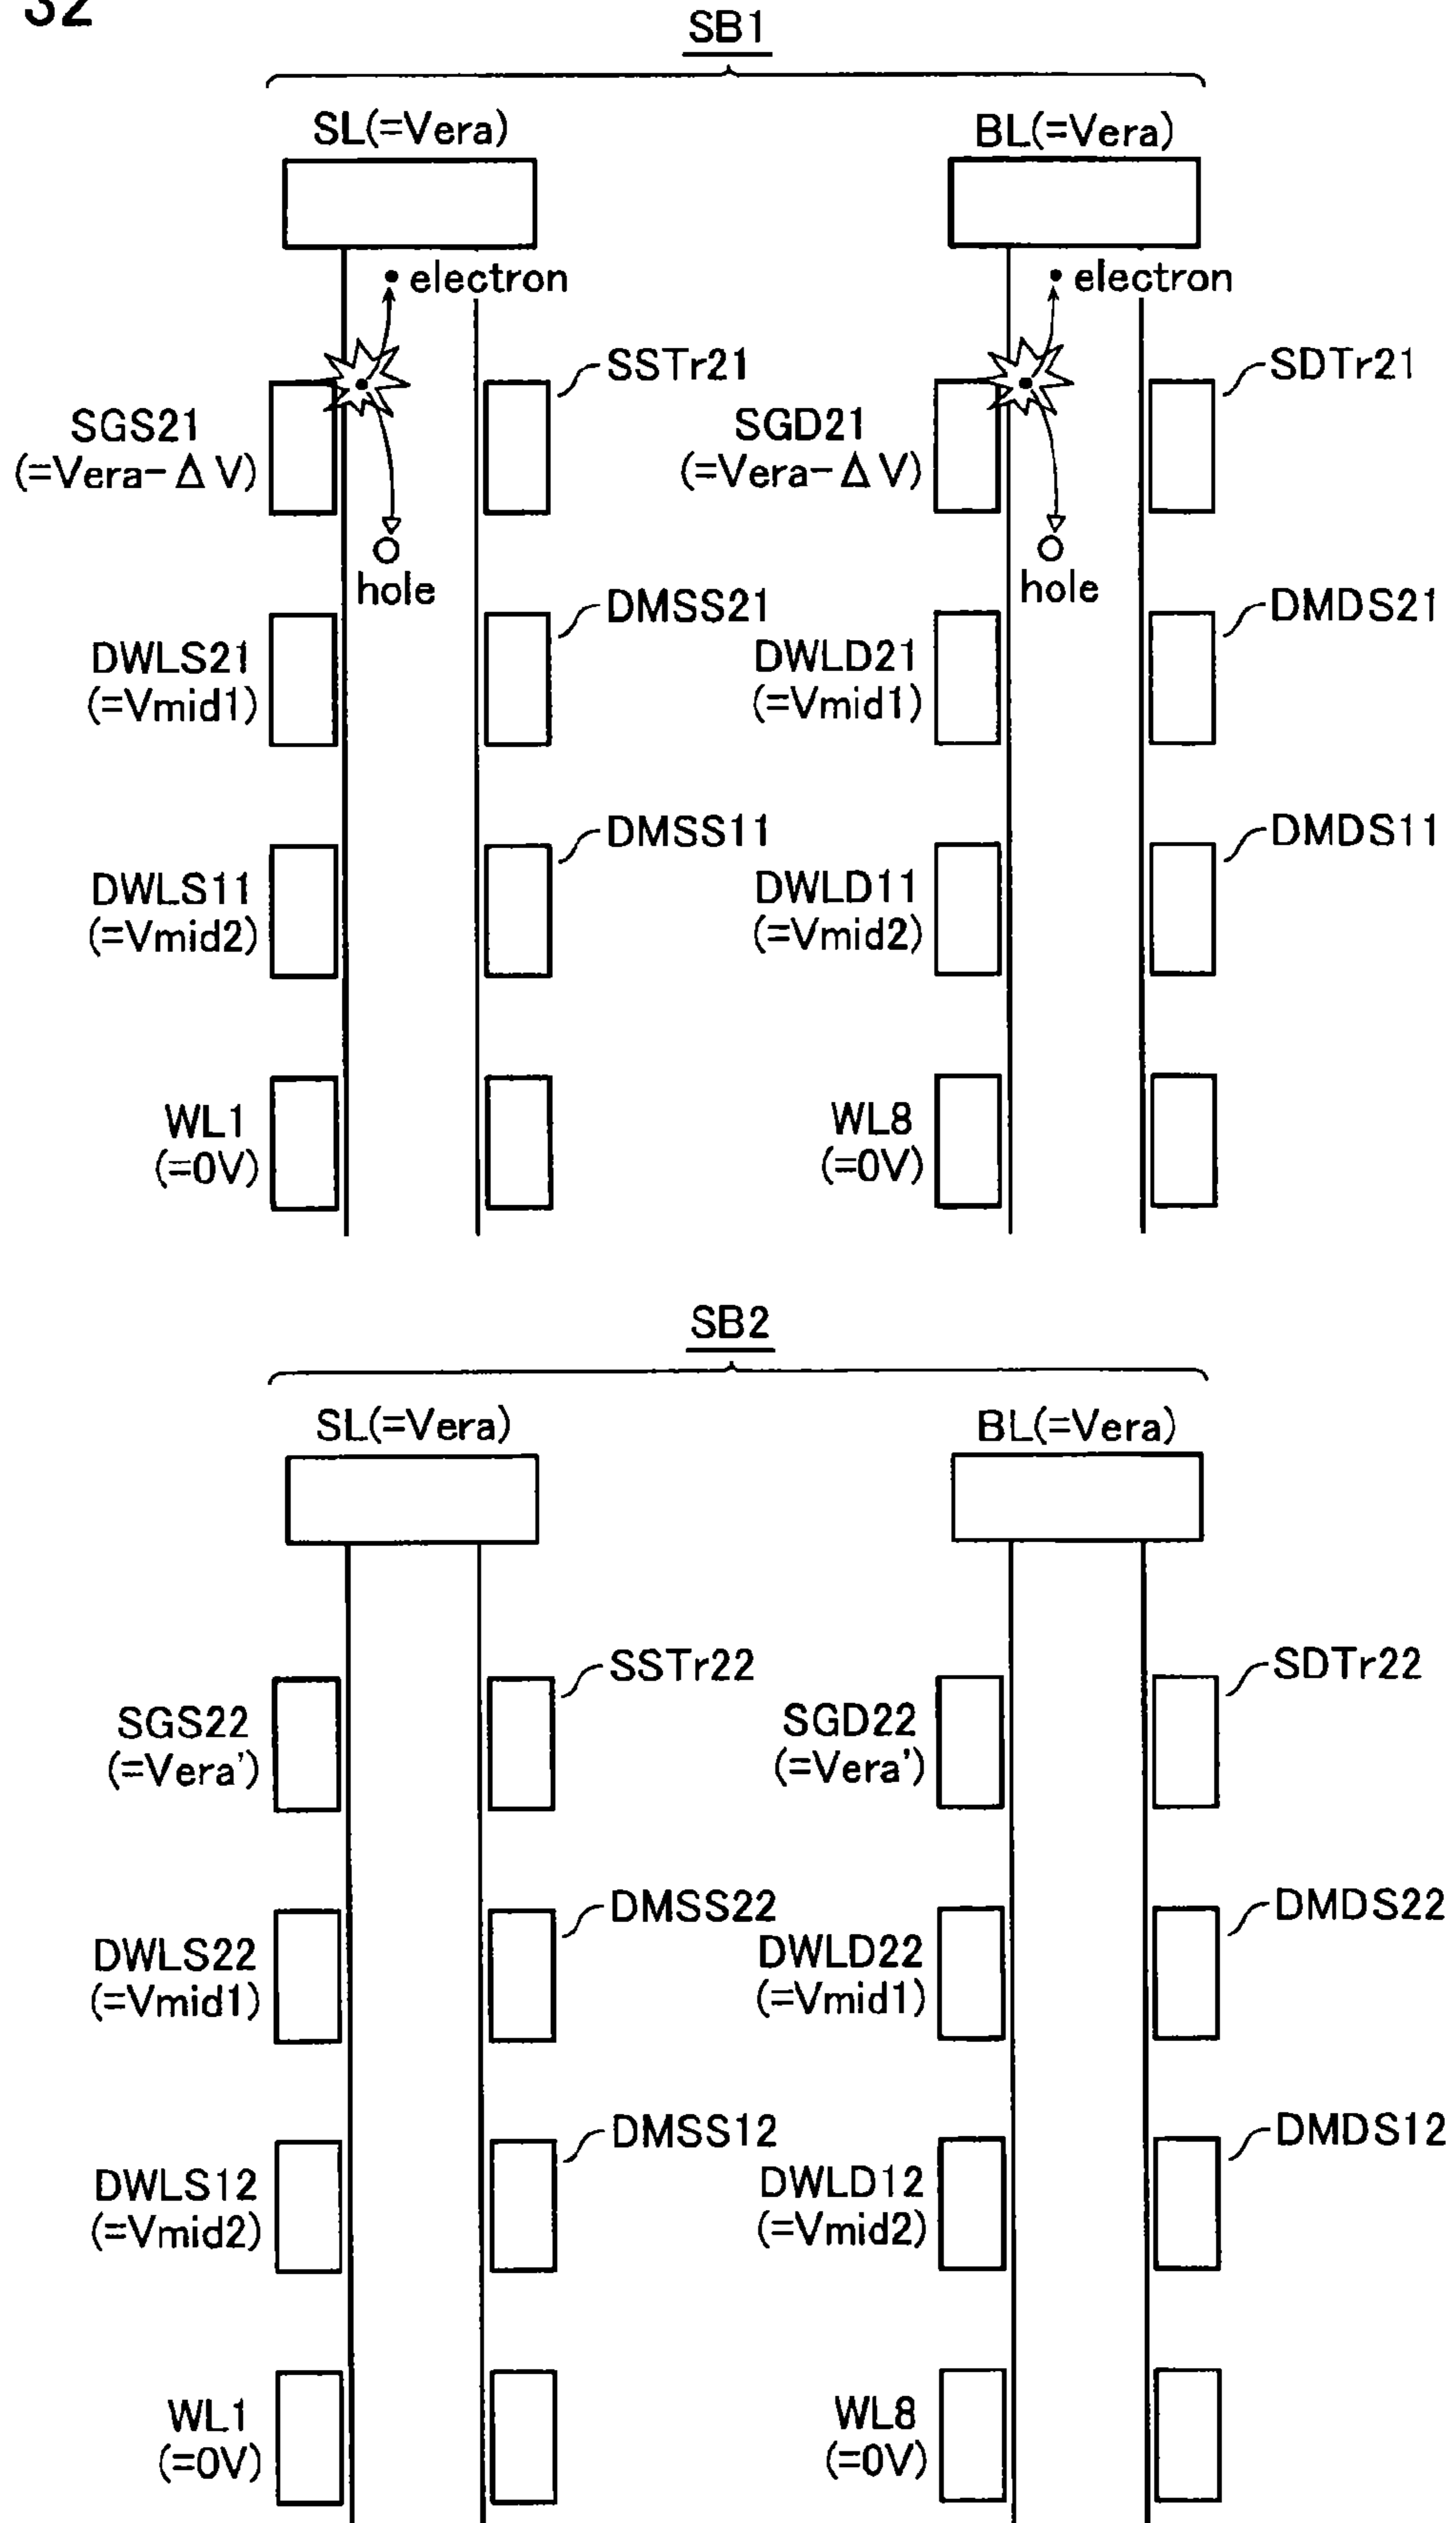 32
SB1
SL(=Vera)
BL(=Vera)
electron
electron
SSTr21
SDTr21
SGS21
(=Vera-Δ V)
SGD21
(=Vera-Δ V)
hole
hole
DMSS21
DMDS21
DWLS21
(=Vmid1)
DWLD21
(=Vmid1)
DMSS11
DMDS11
DWLS11
(=Vmid2)
DWLD11
(=Vmid2)
WL1
(=0V)
WL8
(=0V)
SB2
SL(=Vera)
BL(=Vera)
SSTr22
SDTr22
SGS22
(=Vera')
SGD22
(=Vera')
DMSS22
DMDS22
DWLS22
(=Vmid1)
DWLD22
(=Vmid1)
DMSS12
DMDS12
DWLS12
(=Vmid2)
DWLD12
(=Vmid2)
WL1
(=0V)
WL8
(=0V)